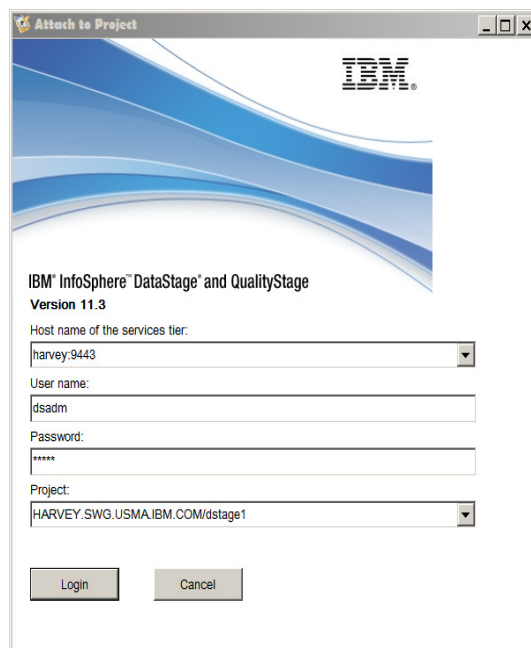 Attach to Project
IBM®
IBM® InfoSphere™ DataStage® and QualityStage
Version 11.3
Host name of the services tier:
harvey:9443
User name:
dsadm
Password:
*****
Project:
HARVEY.SWG.USMA.IBM.COM/dstage1
Login Cancel